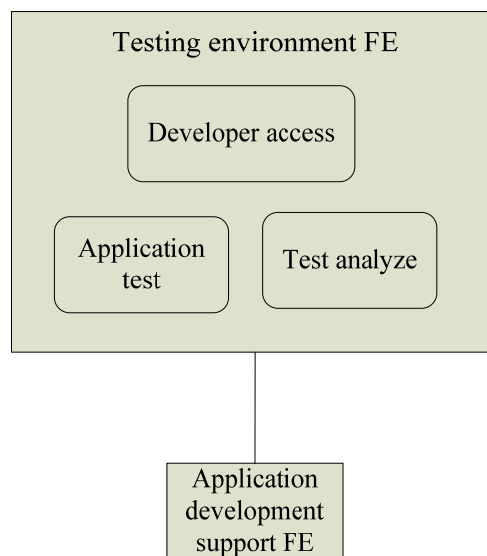 Testing environment FE
Developer access
Application
test
Test analyze
Application
development
support FE